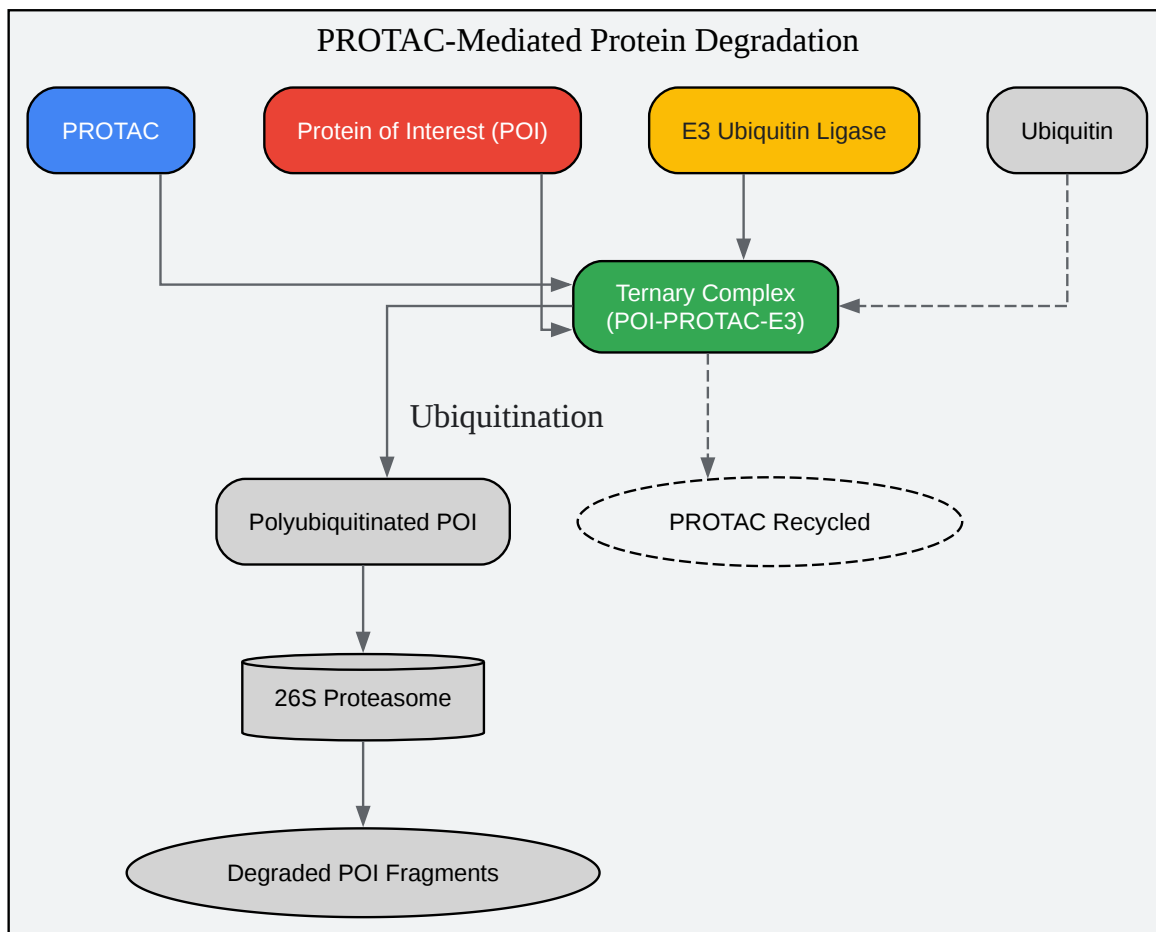 PROTAC-Mediated Protein Degradation
PROTAC
Protein of Interest (POI)
E3 Ubiquitin Ligase
Ubiquitin
Ternary Complex
(POI-PROTAC-E3)
Ubiquitination
Polyubiquitinated POI
PROTAC Recycled
26S Proteasome
Degraded POI Fragments